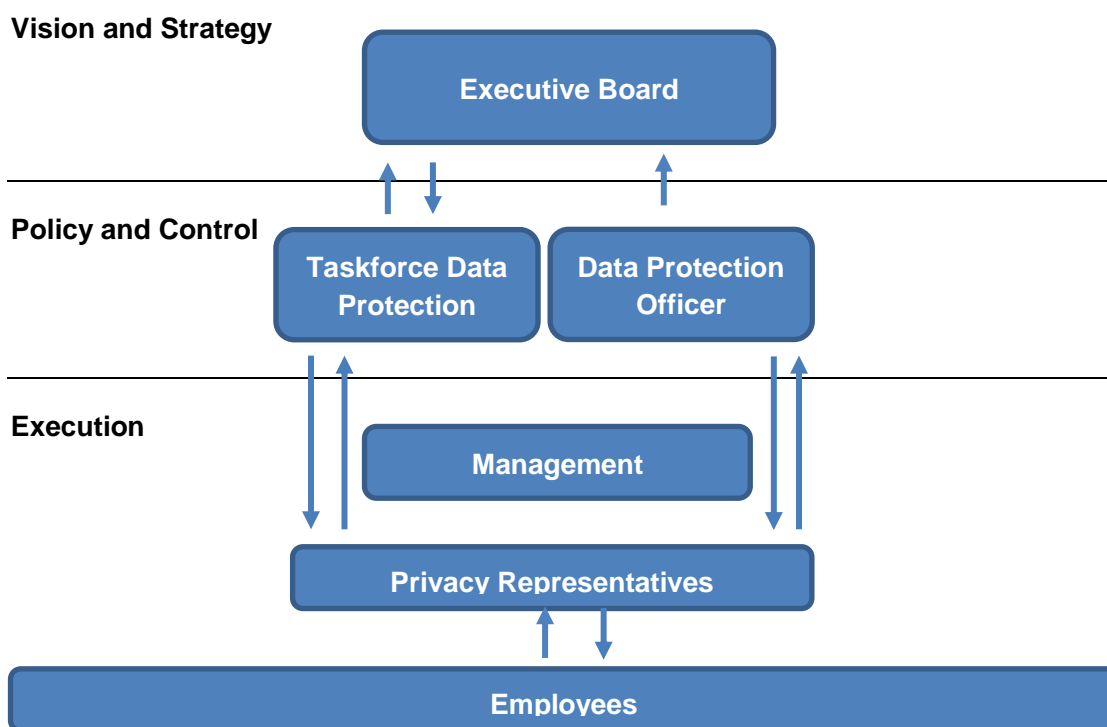 Vision and Strategy
Executive Board
Policy and Control
Taskforce Data
Protection
Data Protection
Officer
Execution
Management
Privacy Representatives
Employees